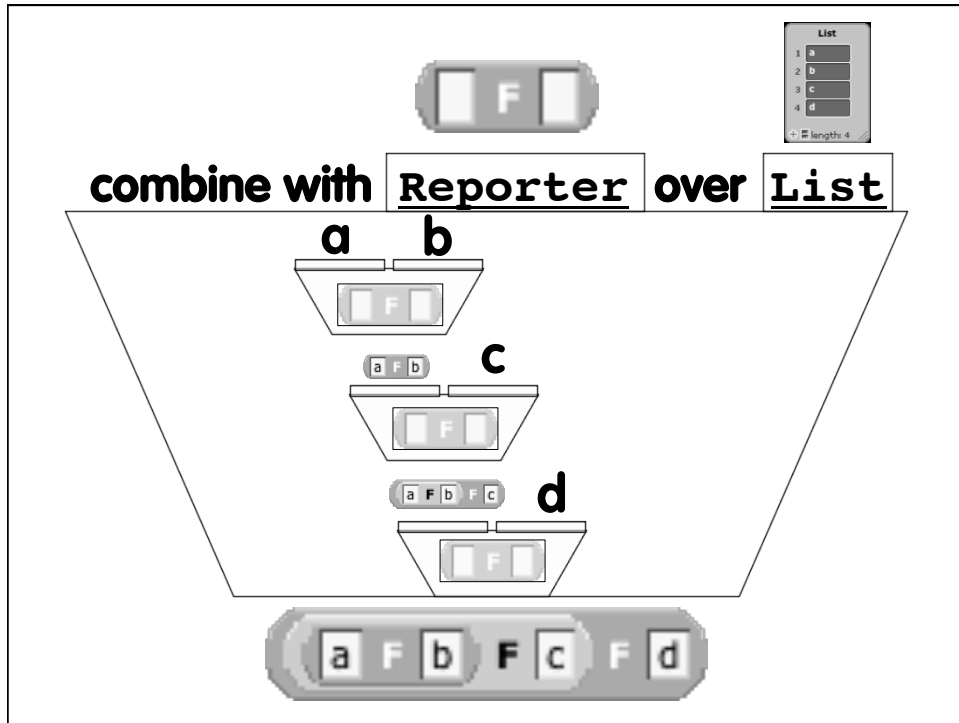 List
1 a
2 b
3 c
4 d
+ = length: 4
F
combine with Reporter over List
a b
F
a F b c
F
a F b F c d
F
a F b F c F d